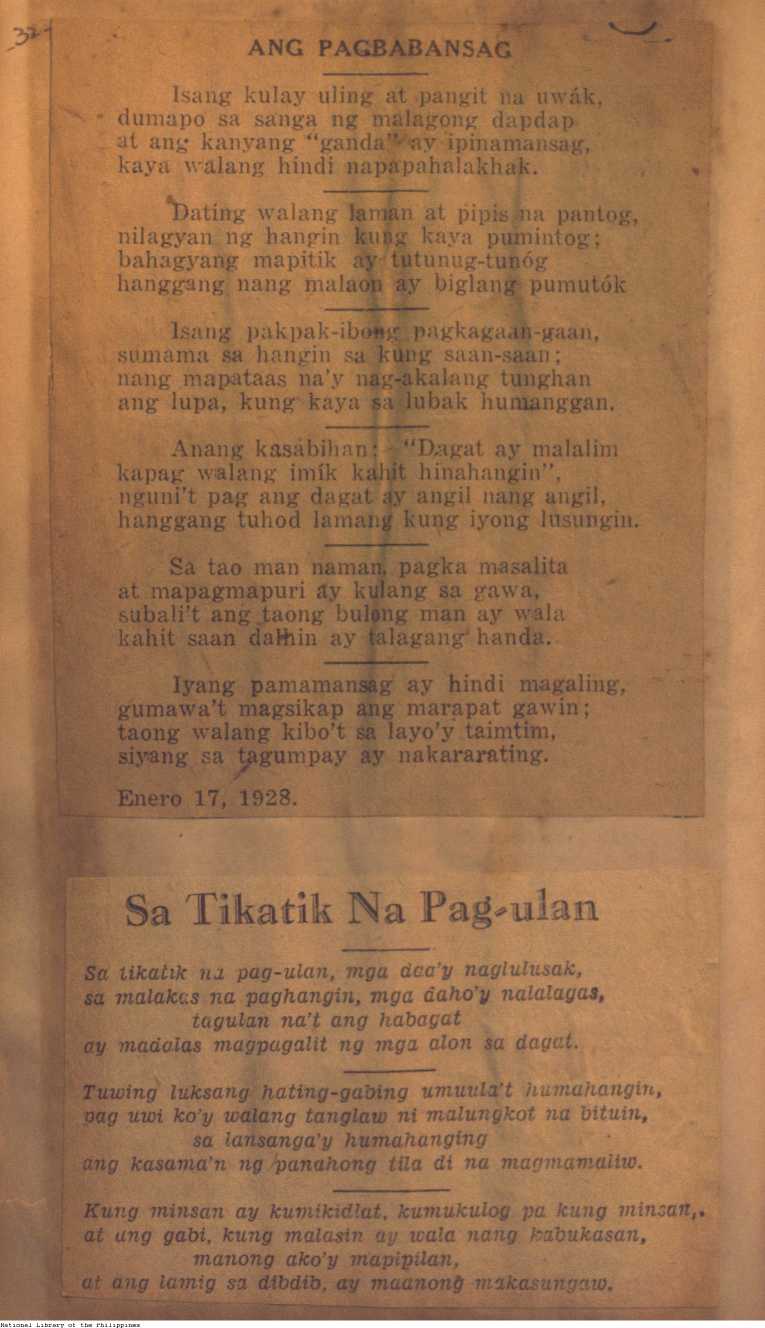 32
ANG PAGBABANSAG
Isang kulay uling at pangit na uwák,
dumapo sa sanga ng malagong dapdap
at ang kanyang “ganda” ay ipinamansag,
kaya walang hindi napapahalakhak.
Dating walang laman at pipis na pantog,
nilagyan ng hangin kung kaya pumintog;
bahagyang mapitik ay tutunug-tunóg
hanggang nang malaon ay biglang pumutók
Isang pakpak-ibong pagkagaan-gaan,
sumama sa hangin sa kung saan-saan;
nang mapataas na’y nag-akalang tunghan
ang lupa, kung kaya sa lubak humanggan.
Anang kasabihan: “Dagat ay malalim
kapag walang imík kahit hinahangin”,
nguni’t pag ang dagat ay angil nang angil,
hanggang tuhod lamang kung iyong lusungin.
Sa tao man naman, pagka masalita
at mapagmapuri ay kulang sa gawa,
subali’t ang taong bulong man ay wala
kahit saan dalhin ay talagang handa.
Iyang pamamansag ay hindi magaling,
gumawa’t magsikap ang marapat gawin;
taong walang kibo’t sa layo’y taimtim,
siyang sa tagumpay ay nakararating.
Enero 17, 1928.
Sa Tikatik Na Pag-ulan
Sa tikatik na pag-ulan, mga daa’y naglulusak,
sa malakas na paghangin, mga daho’y nalalagas,
tagulan na’t ang habagat
ay madalas magpagalit ng mga alon sa dagat.
Tuwing luksang hating-gabing umuula’t humahangin,
pag uwi ko’y walang tanglaw ni malungkot na bituin,
sa lansanga’y humahanging
ang kasama’n ng panahong tila di na magmamaliw.
Kung minsan ay kumikidlat, kumukulog pa kung minsan,
at ang gabi, kung malasin ay wala nang kabukasan,
manong ako’y mapipilan,
at ang lamig sa dibdib, ay maanong makasungaw.
National Library of the Philippines